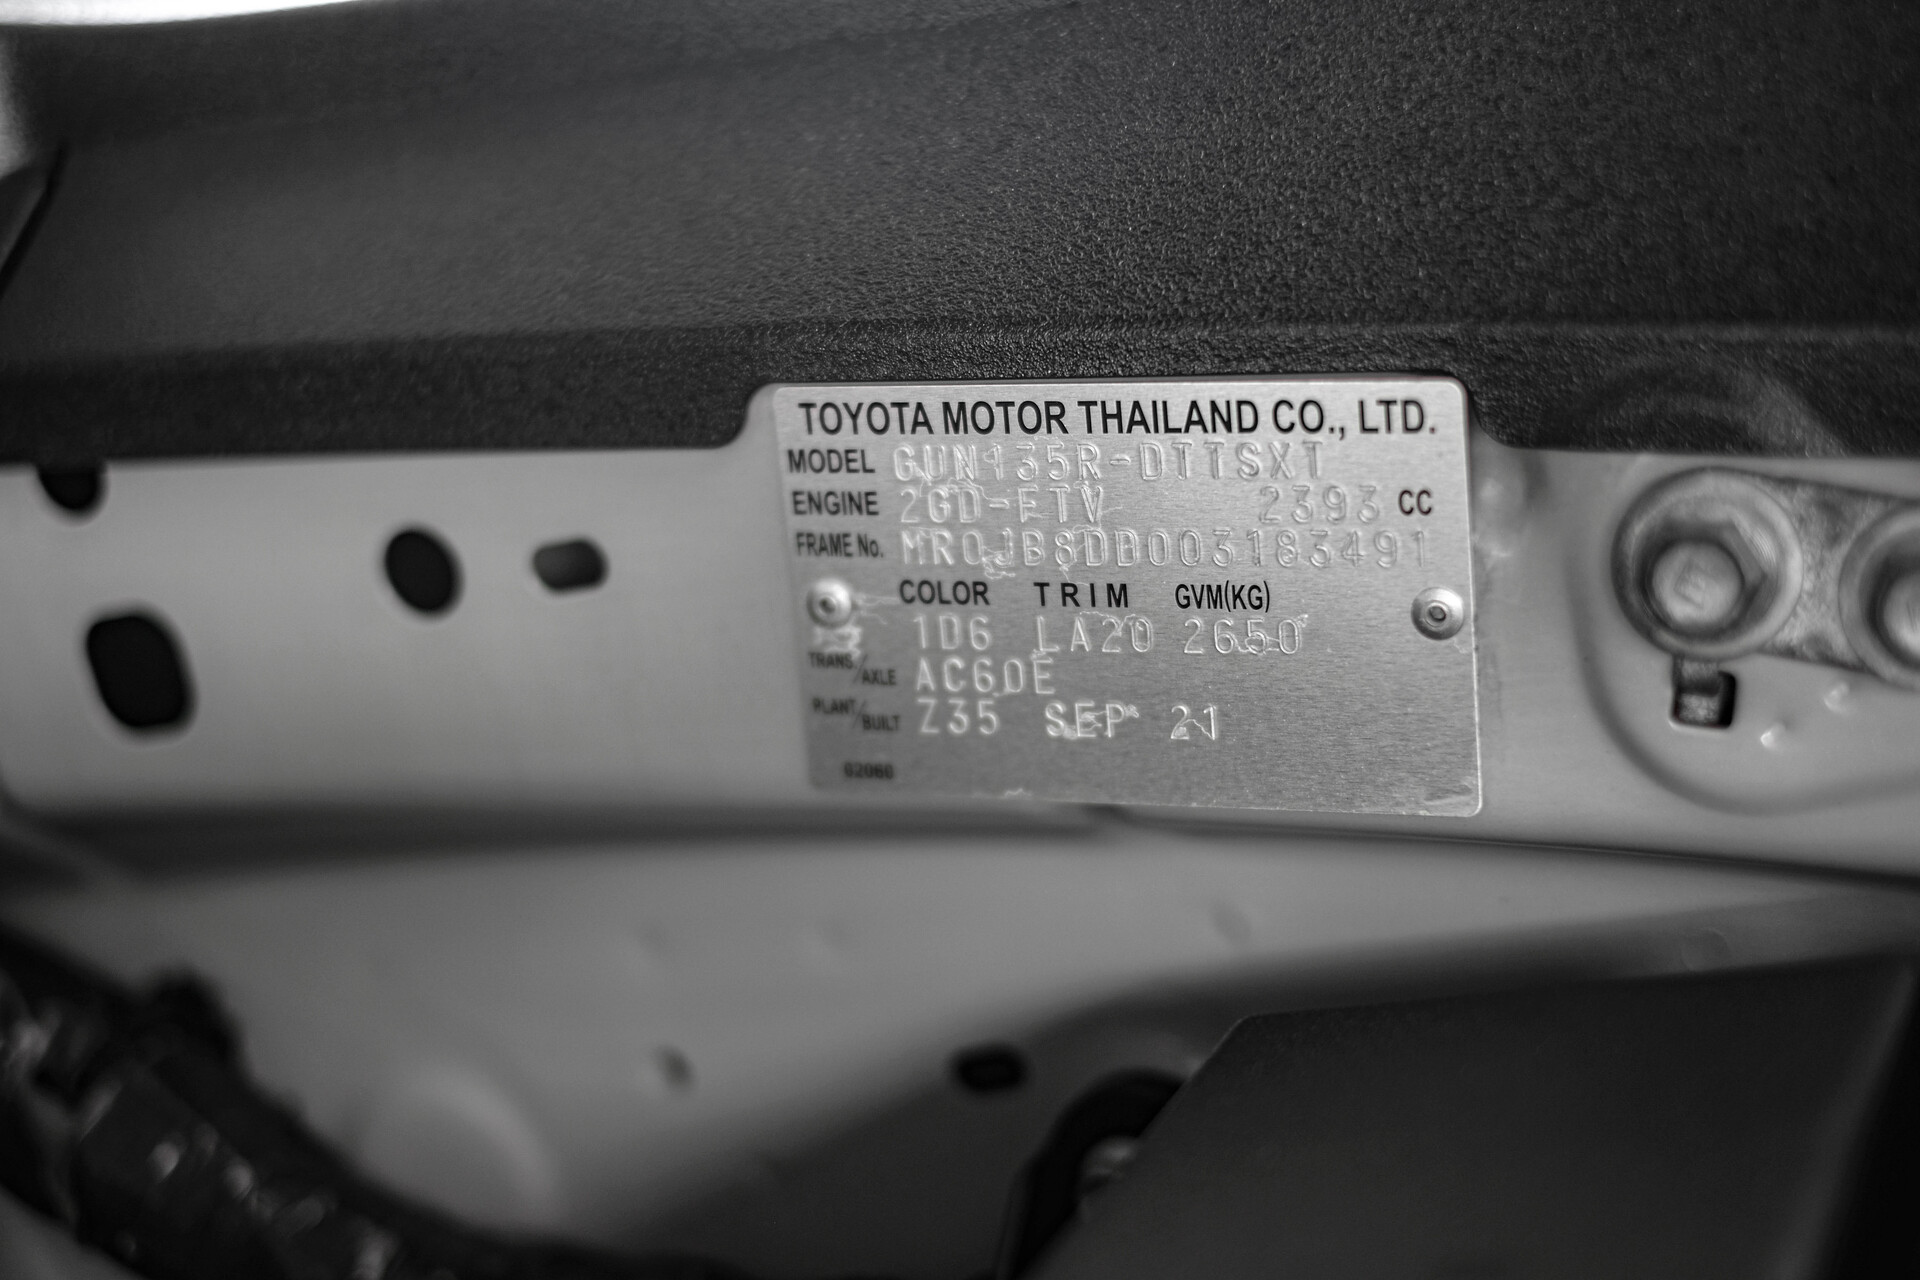 TOYOTA MOTOR THAILAND CO., LTD.
MODEL GUN135R-DTTSXT
ENGINE 2GD-FTV 2393 CC
FRAME No. MR0JB8DD003183491
COLOR TRIM GVM(KG)
1D6 LA20 2650
TRANS./AXLE AC60E
PLANT/BUILT Z35 SEP 21
02060